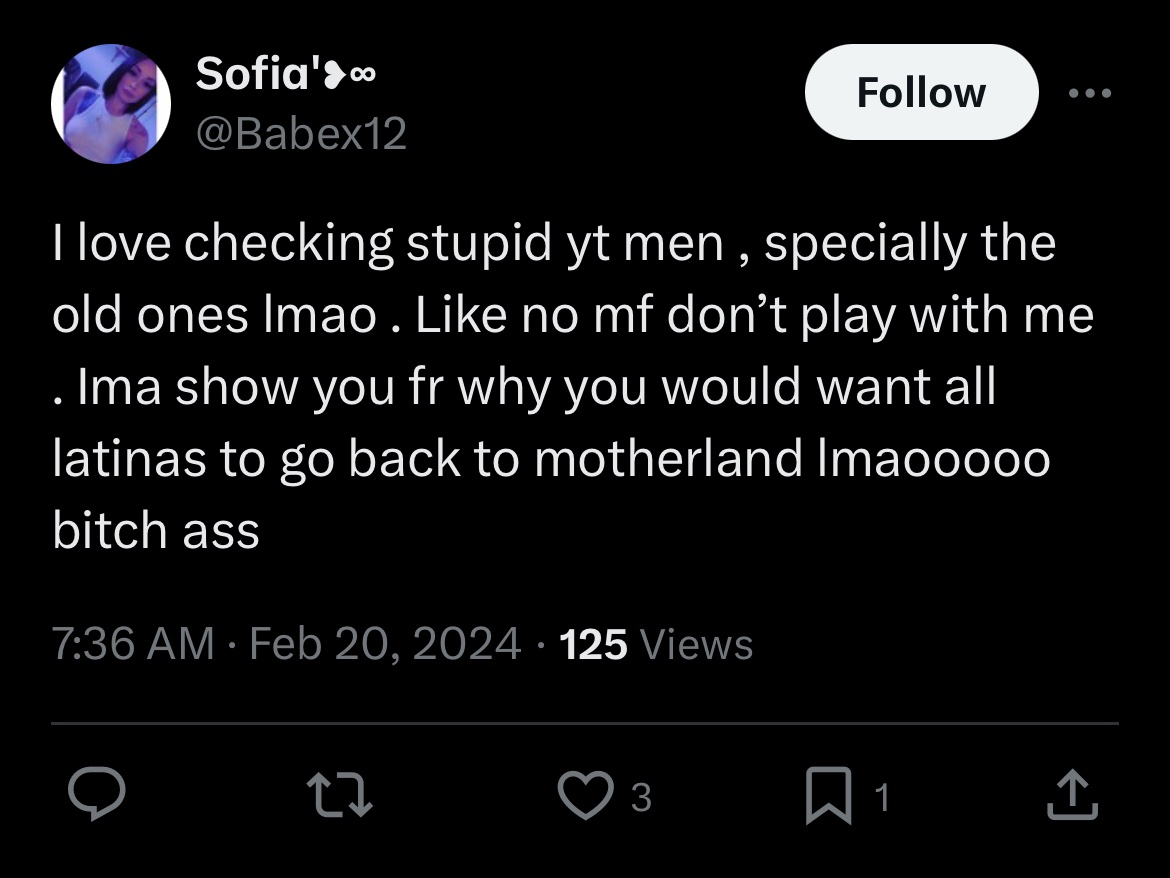 Sofia'❥∞
Follow
@Babex12
I love checking stupid yt men , specially the
old ones lmao . Like no mf don’t play with me
. Ima show you fr why you would want all
latinas to go back to motherland lmaooooo
bitch ass
7:36 AM · Feb 20, 2024 · 125 Views
3
1